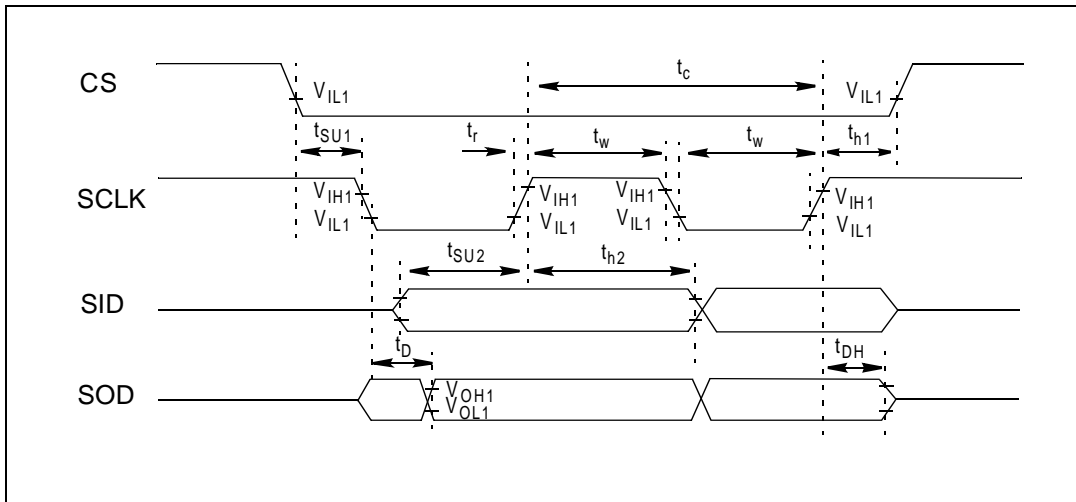 t_c
CS
V_IL1
V_IL1
t_SU1
t_r
t_w
t_w
t_h1
SCLK
V_IH1
V_IL1
V_IH1
V_IL1
V_IH1
V_IL1
V_IH1
V_IL1
t_SU2
t_h2
SID
t_D
t_DH
SOD
V_OH1
V_OL1